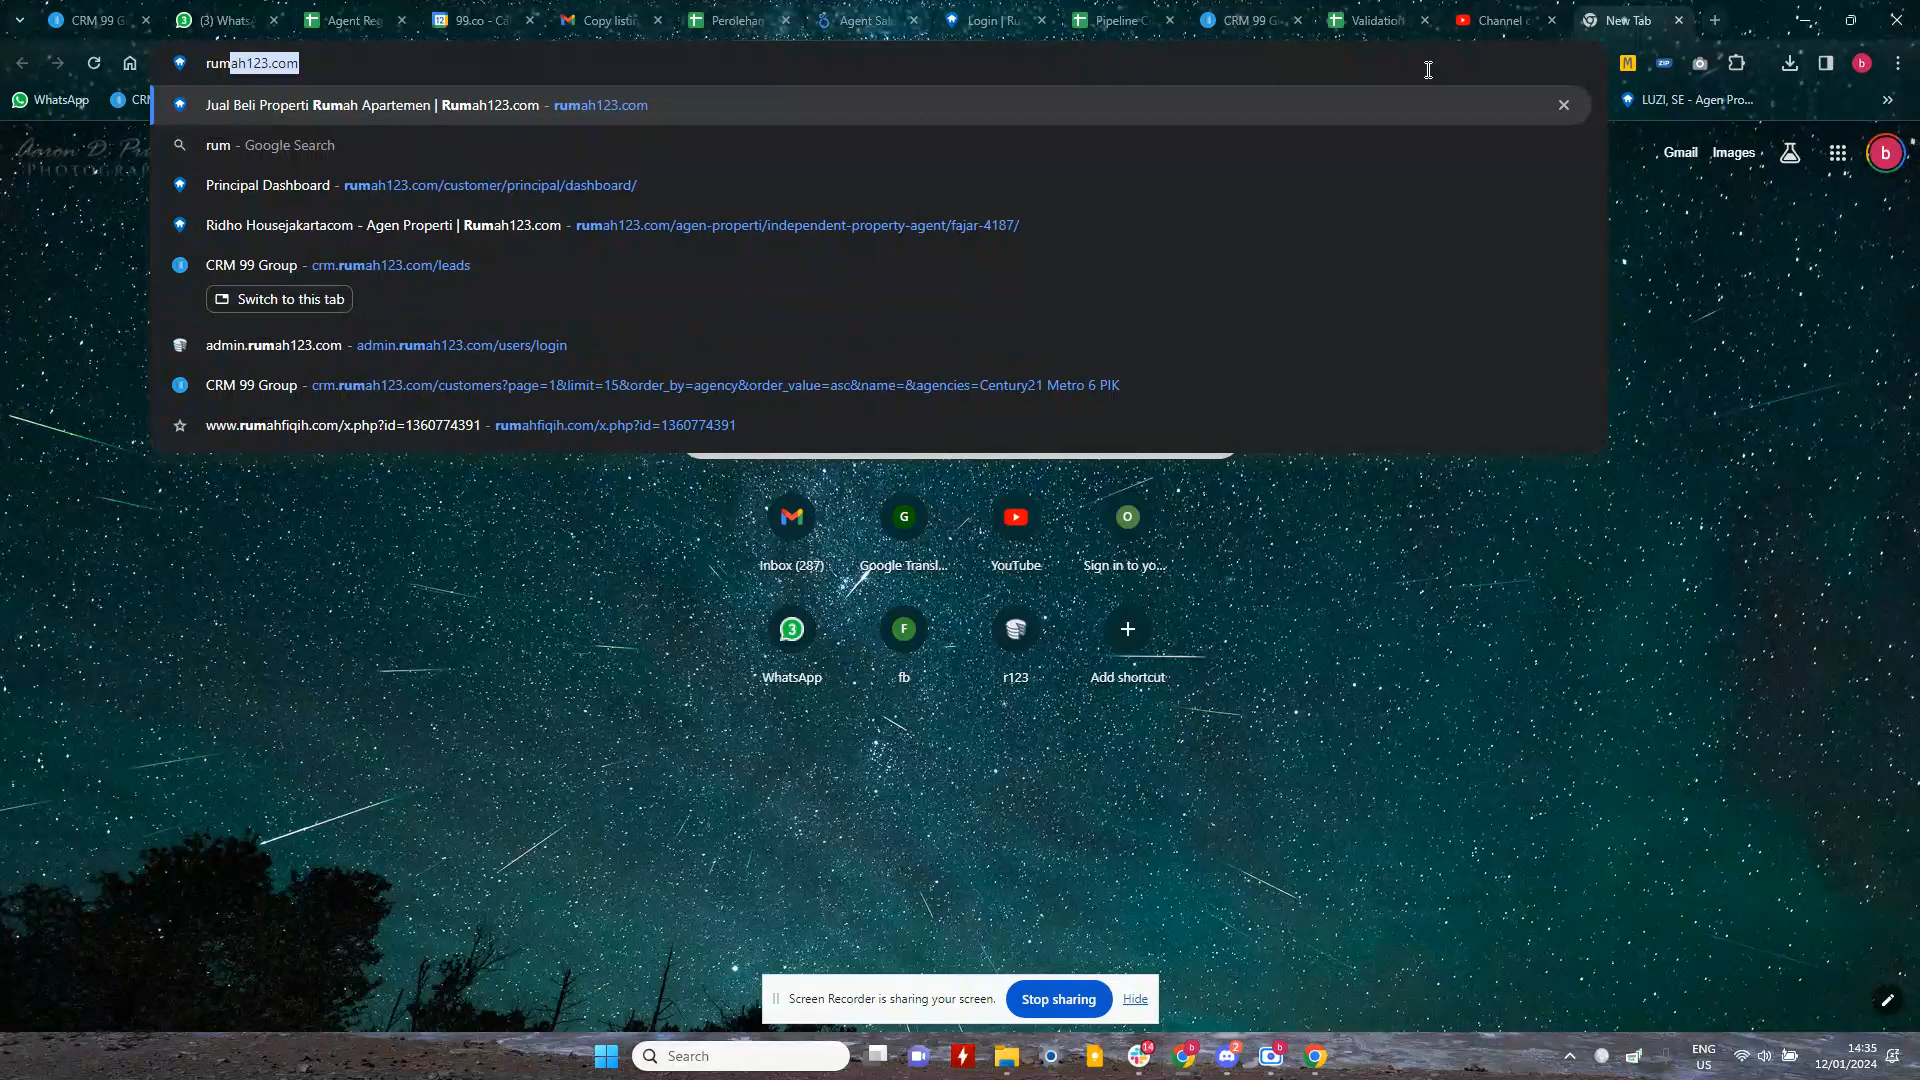 CRM 99 G
(3) Whats
Agent Reg
99.co - Ca
Copy listin
Perolehan
Agent Sal
Login | Ru
Pipeline C
CRM 99 G
Validation
Channel c
New Tab
rumah123.com
WhatsApp
CRM
LUZI, SE - Agen Pro...
Jual Beli Properti Rumah Apartemen | Rumah123.com - rumah123.com
rum - Google Search
Principal Dashboard - rumah123.com/customer/principal/dashboard/
Ridho Housejakartacom - Agen Properti | Rumah123.com - rumah123.com/agen-properti/independent-property-agent/fajar-4187/
CRM 99 Group - crm.rumah123.com/leads
Switch to this tab
admin.rumah123.com - admin.rumah123.com/users/login
CRM 99 Group - crm.rumah123.com/customers?page=1&limit=15&order_by=agency&order_value=asc&name=&agencies=Century21 Metro 6 PIK
www.rumahfiqih.com/x.php?id=1360774391 - rumahfiqih.com/x.php?id=1360774391
Gmail
Images
b
Inbox (287)
Google Transl...
YouTube
Sign in to yo...
WhatsApp
fb
r123
Add shortcut
Screen Recorder is sharing your screen.
Stop sharing
Hide
Search
ENG
US
14:35
12/01/2024